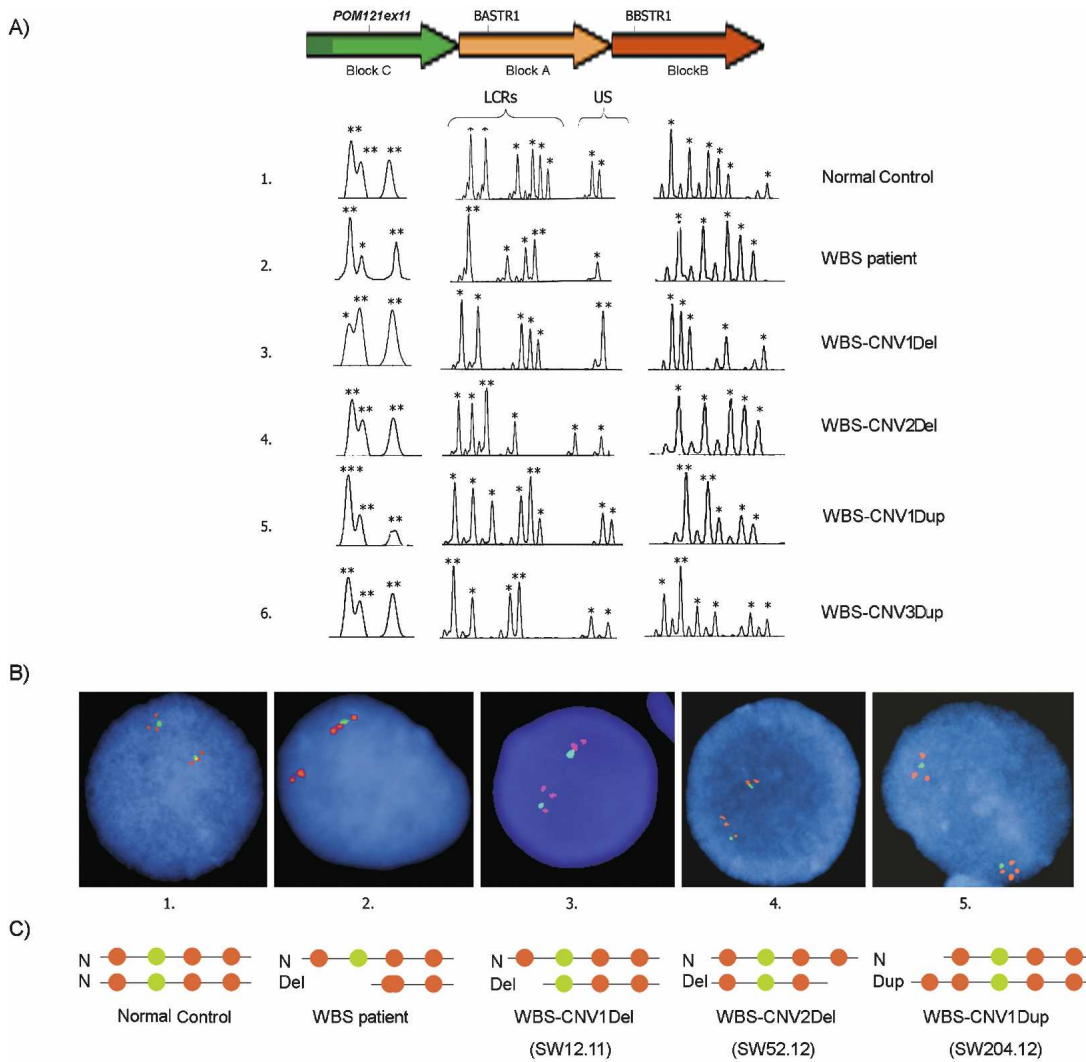 A)
POM121ex11 BASTR1 BBSTR1
Block C Block A BlockB
LCRs US
** ** ** * * * * * * * * * * * * * * *
1. Normal Control
** * ** ** * * ** * * * * * * *
2. WBS patient
* ** ** * * * * * ** * * * * *
3. WBS-CNV1Del
** ** ** * * ** * * * * * * * *
4. WBS-CNV2Del
*** ** ** * * * * ** * * * ** ** * * *
5. WBS-CNV1Dup
** ** ** ** * * ** * * * ** * * * *
6. WBS-CNV3Dup
B)
1. 2. 3. 4. 5.
C)
N N N N N
N Del Del Del Dup
Normal Control WBS patient WBS-CNV1Del WBS-CNV2Del WBS-CNV1Dup
(SW12.11) (SW52.12) (SW204.12)